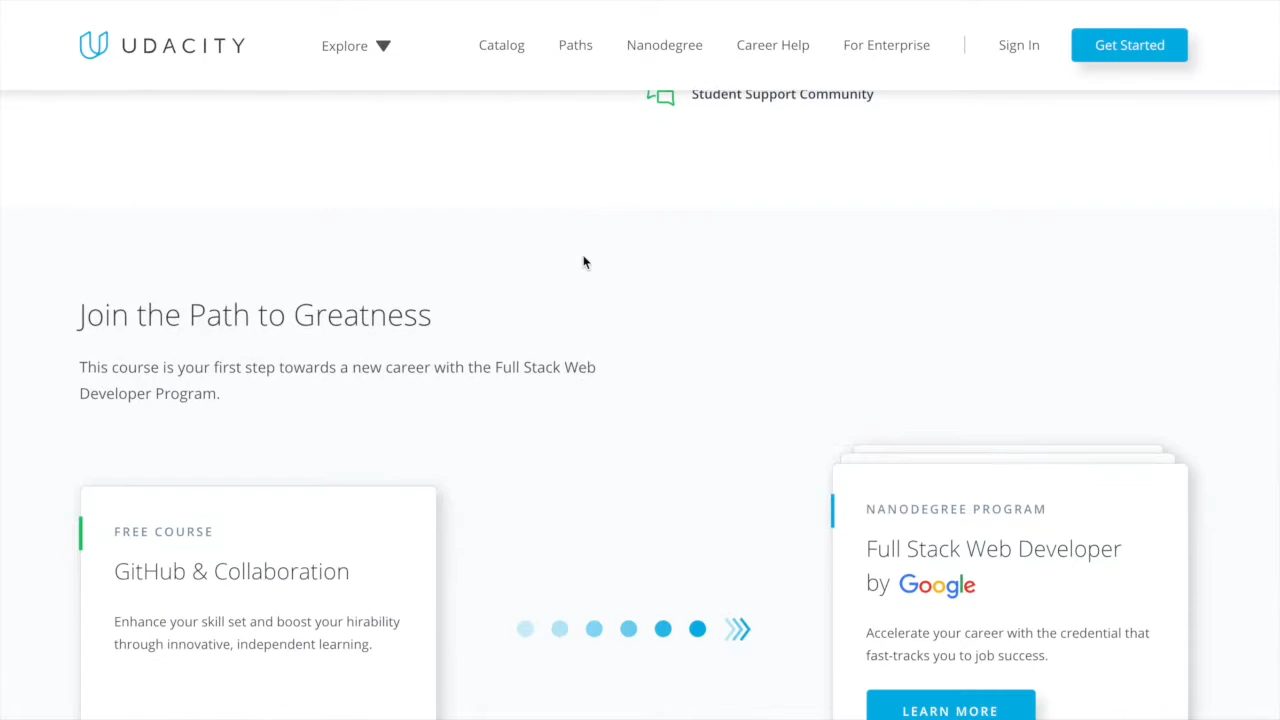 UDACITY
Explore
Catalog
Paths
Nanodegree
Career Help
For Enterprise
Sign In
Get Started
Student Support Community
Join the Path to Greatness
This course is your first step towards a new career with the Full Stack Web
Developer Program.
FREE COURSE
GitHub & Collaboration
Enhance your skill set and boost your hirability
through innovative, independent learning.
NANODEGREE PROGRAM
Full Stack Web Developer
by Google
Accelerate your career with the credential that
fast-tracks you to job success.
LEARN MORE